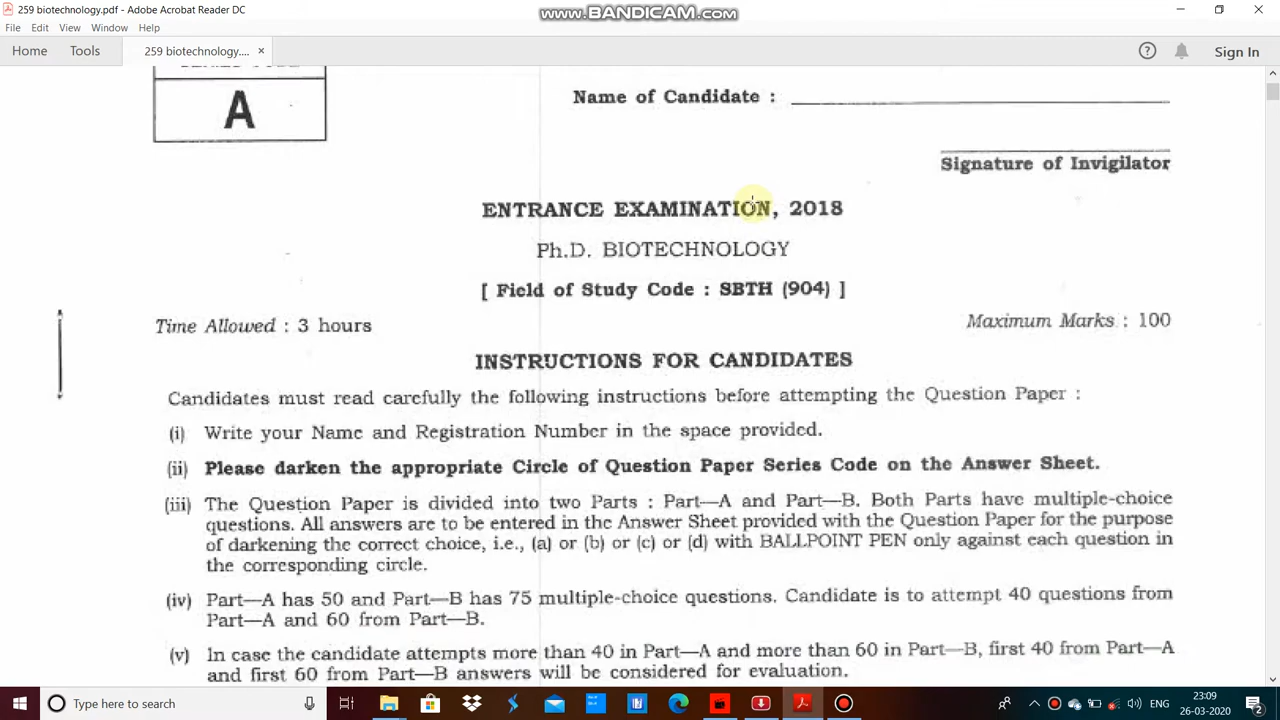 259 biotechnology.pdf - Adobe Acrobat Reader DC
www.BANDICAM.com
File Edit View Window Help
Home Tools 259 biotechnology.... × ? Sign In
A
Name of Candidate :
Signature of Invigilator
ENTRANCE EXAMINATION, 2018
Ph.D. BIOTECHNOLOGY
[ Field of Study Code : SBTH (904) ]
Time Allowed : 3 hours
Maximum Marks : 100
INSTRUCTIONS FOR CANDIDATES
Candidates must read carefully the following instructions before attempting the Question Paper :
(i) Write your Name and Registration Number in the space provided.
(ii) Please darken the appropriate Circle of Question Paper Series Code on the Answer Sheet.
(iii) The Question Paper is divided into two Parts : Part—A and Part—B. Both Parts have multiple-choice
questions. All answers are to be entered in the Answer Sheet provided with the Question Paper for the purpose
of darkening the correct choice, i.e., (a) or (b) or (c) or (d) with BALLPOINT PEN only against each question in
the corresponding circle.
(iv) Part—A has 50 and Part—B has 75 multiple-choice questions. Candidate is to attempt 40 questions from
Part—A and 60 from Part—B.
(v) In case the candidate attempts more than 40 in Part—A and more than 60 in Part—B, first 40 from Part—A
and first 60 from Part—B answers will be considered for evaluation.
Type here to search
ENG
23:09
26-03-2020
2